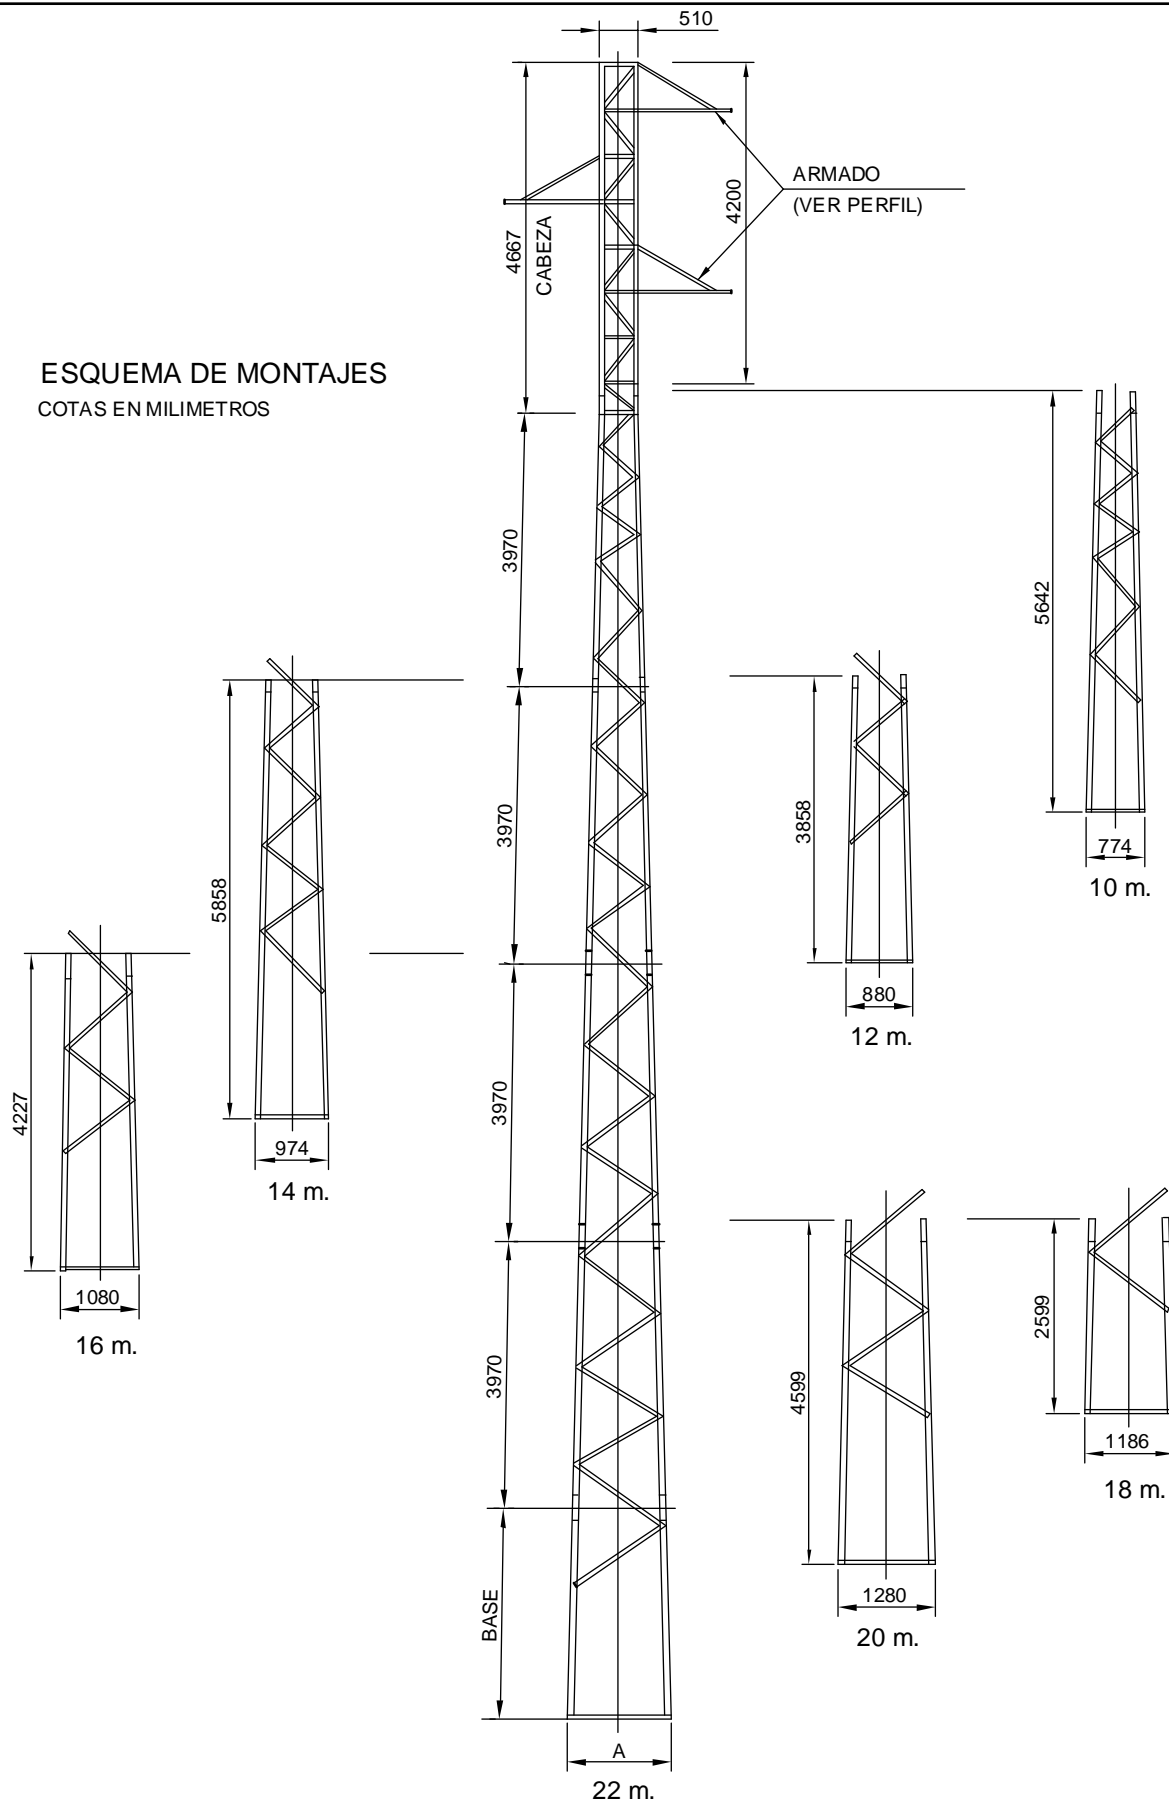 510
ARMADO
(VER PERFIL)
4200
4667
CABEZA
ESQUEMA DE MONTAJES
COTAS EN MILIMETROS
3970
5642
774
10 m.
3970
3858
880
12 m.
5858
974
14 m.
4227
1080
16 m.
3970
3970
4599
1280
20 m.
2599
1186
18 m.
BASE
A
22 m.